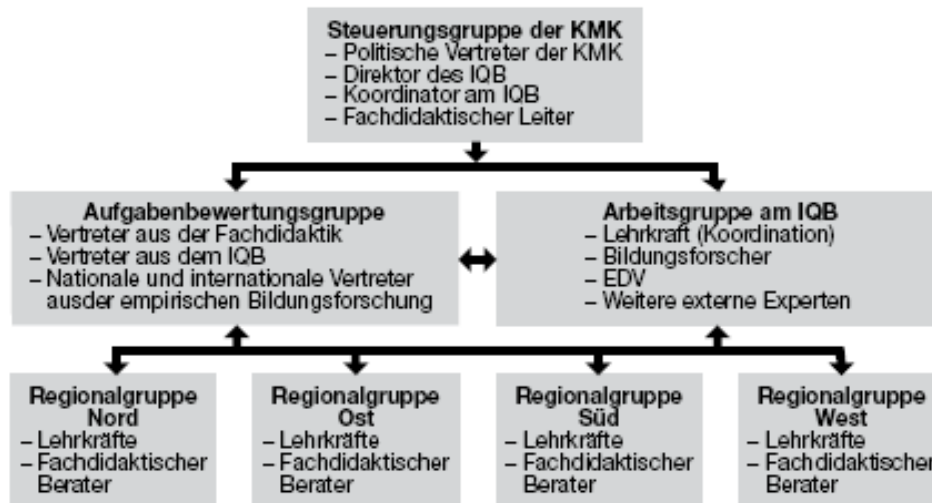 Steuerungsgruppe der KMK
– Politische Vertreter der KMK
– Direktor des IQB
– Koordinator am IQB
– Fachdidaktischer Leiter
Aufgabenbewertungsgruppe
– Vertreter aus der Fachdidaktik
– Vertreter aus dem IQB
– Nationale und internationale Vertreter
ausder empirischen Bildungsforschung
Arbeitsgruppe am IQB
– Lehrkraft (Koordination)
– Bildungsforscher
– EDV
– Weitere externe Experten
Regionalgruppe
Nord
– Lehrkräfte
– Fachdidaktischer
Berater
Regionalgruppe
Ost
– Lehrkräfte
– Fachdidaktischer
Berater
Regionalgruppe
Süd
– Lehrkräfte
– Fachdidaktischer
Berater
Regionalgruppe
West
– Lehrkräfte
– Fachdidaktischer
Berater